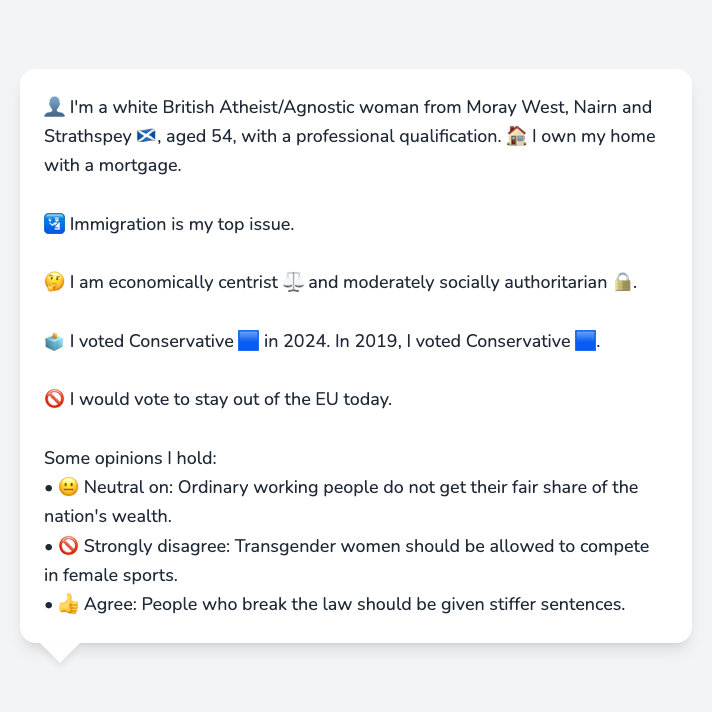 👤 I'm a white British Atheist/Agnostic woman from Moray West, Nairn and
Strathspey 🏴󠁧󠁢󠁳󠁣󠁴󠁿, aged 54, with a professional qualification. 🏠 I own my home
with a mortgage.
🛂 Immigration is my top issue.
🤔 I am economically centrist ⚖️ and moderately socially authoritarian 🔒.
🗳️ I voted Conservative 🟦 in 2024. In 2019, I voted Conservative 🟦.
🚫 I would vote to stay out of the EU today.
Some opinions I hold:
• 😐 Neutral on: Ordinary working people do not get their fair share of the
nation's wealth.
• 🚫 Strongly disagree: Transgender women should be allowed to compete
in female sports.
• 👍 Agree: People who break the law should be given stiffer sentences.